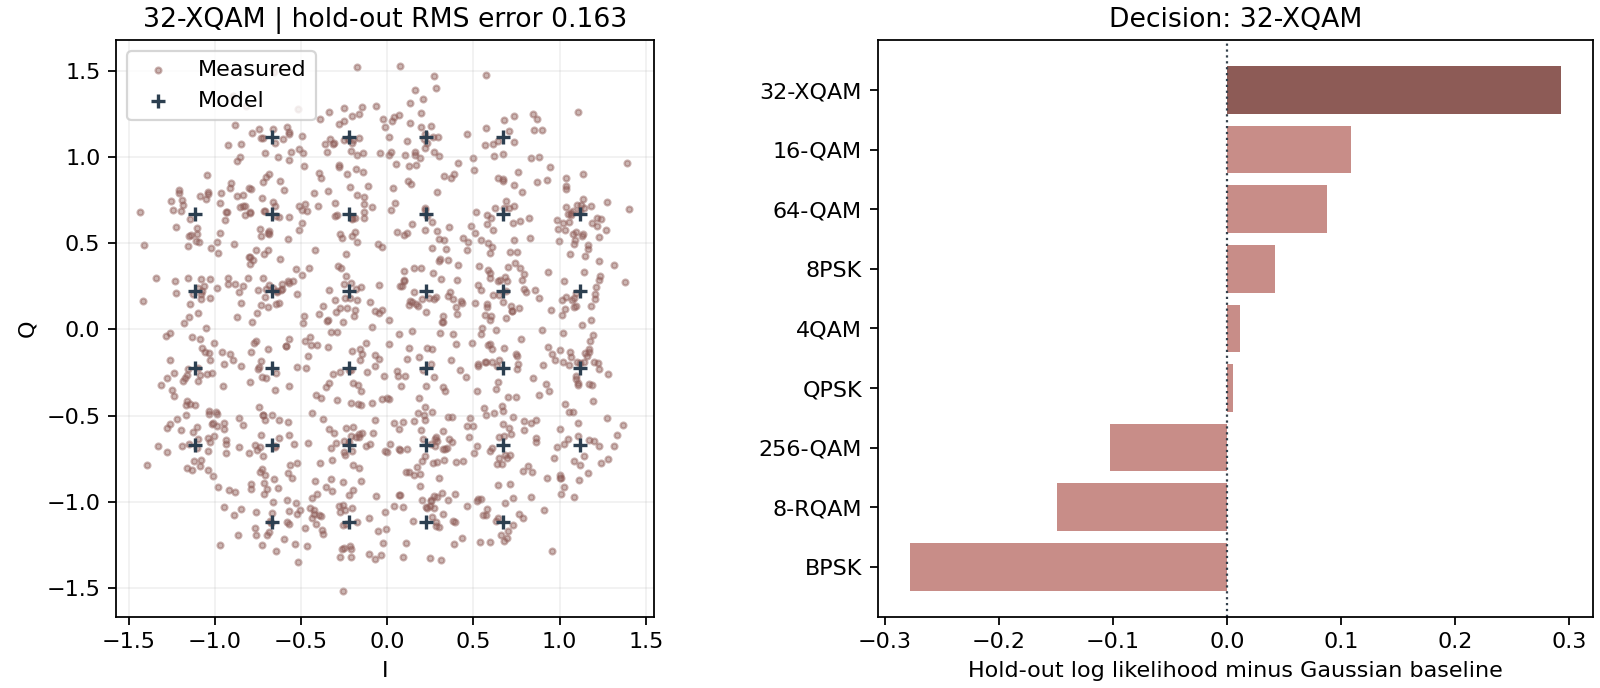 32-XQAM | hold-out RMS error 0.163
Measured
Model
1.5
1.0
0.5
0.0
−0.5
−1.0
−1.5
Q
−1.5
−1.0
−0.5
0.0
0.5
1.0
1.5
I
Decision: 32-XQAM
32-XQAM
16-QAM
64-QAM
8PSK
4QAM
QPSK
256-QAM
8-RQAM
BPSK
−0.3
−0.2
−0.1
0.0
0.1
0.2
0.3
Hold-out log likelihood minus Gaussian baseline